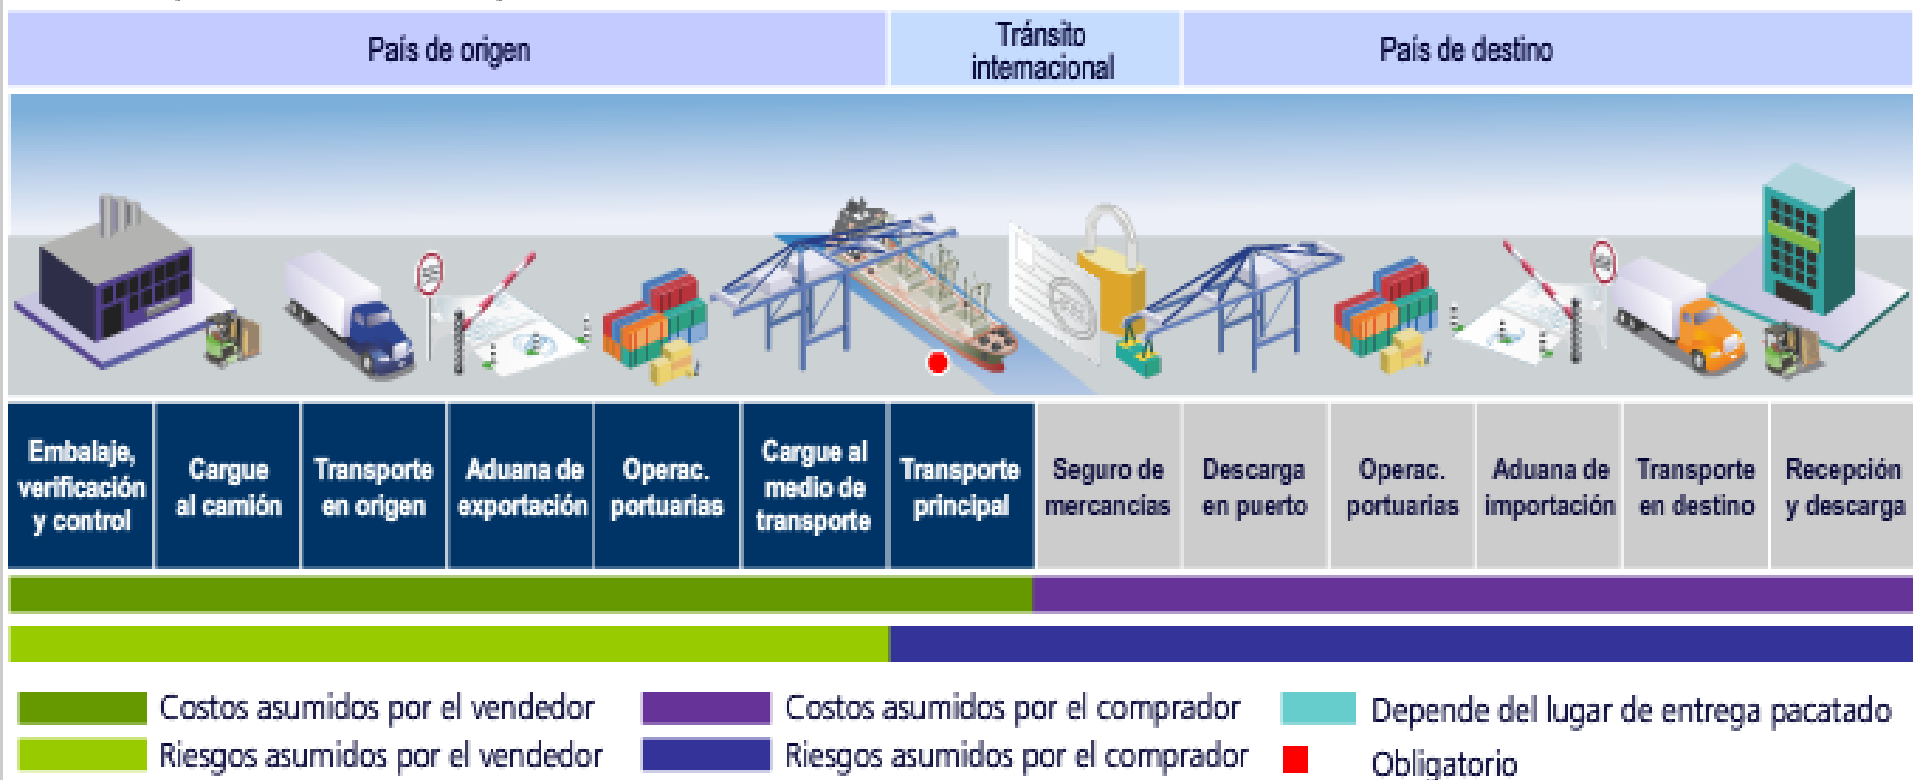 País de origen
Tránsito
internacional
País de destino
Embalaje,
verificación
y control
Cargue
al camión
Transporte
en origen
Aduana de
exportación
Operac.
portuarias
Cargue al
medio de
transporte
Transporte
principal
Seguro de
mercancías
Descarga
en puerto
Operac.
portuarias
Aduana de
importación
Transporte
en destino
Recepción
y descarga
Costos asumidos por el vendedor
Costos asumidos por el comprador
Depende del lugar de entrega pacatado
Riesgos asumidos por el vendedor
Riesgos asumidos por el comprador
Obligatorio